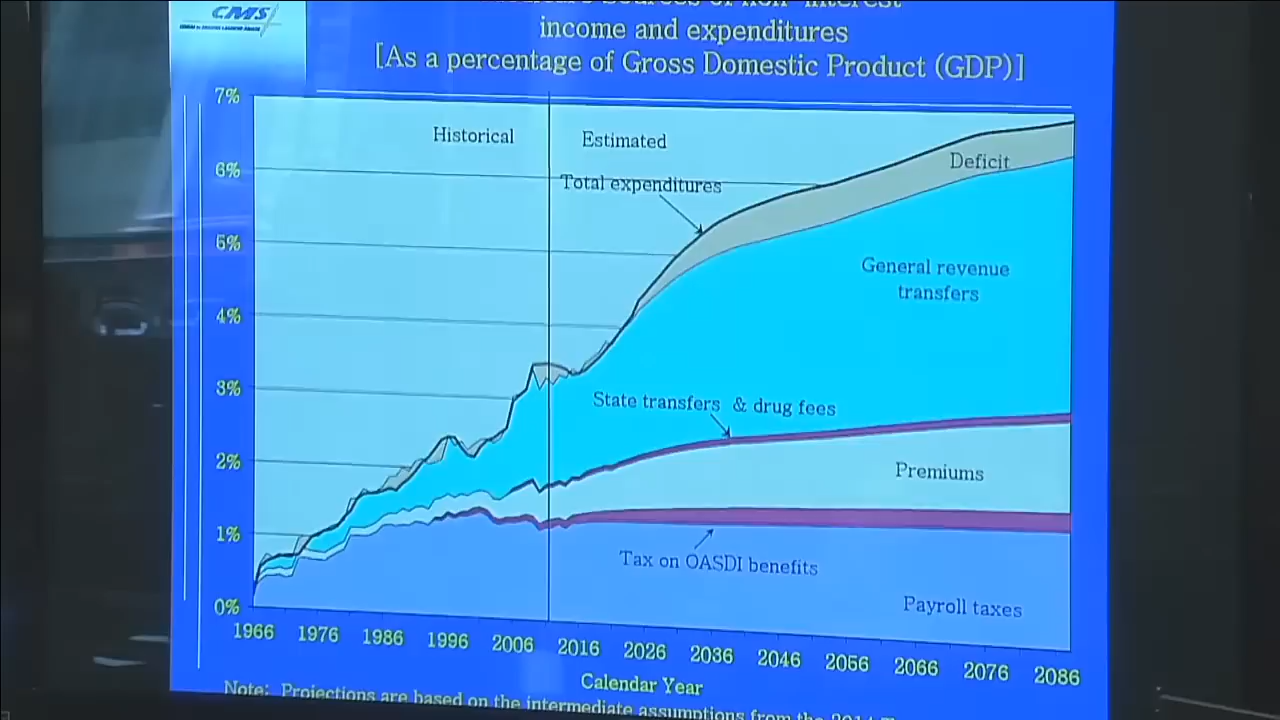 CMS
income and expenditures
[As a percentage of Gross Domestic Product (GDP)]
7%
6%
5%
4%
3%
2%
1%
0%
Historical
Estimated
Total expenditures
Deficit
General revenue
transfers
State transfers & drug fees
Premiums
Tax on OASDI benefits
Payroll taxes
1966 1976 1986 1996 2006 2016 2026 2036 2046 2056 2066 2076 2086
Calendar Year
Note: Projections are based on the intermediate assumptions from the 2014